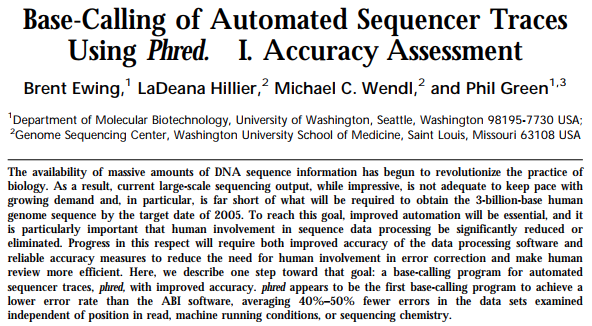 Base-Calling of Automated Sequencer Traces
Using Phred. I. Accuracy Assessment
Brent Ewing,1 LaDeana Hillier,2 Michael C. Wendl,2 and Phil Green1,3
1Department of Molecular Biotechnology, University of Washington, Seattle, Washington 98195-7730 USA;
2Genome Sequencing Center, Washington University School of Medicine, Saint Louis, Missouri 63108 USA
The availability of massive amounts of DNA sequence information has begun to revolutionize the practice of
biology. As a result, current large-scale sequencing output, while impressive, is not adequate to keep pace with
growing demand and, in particular, is far short of what will be required to obtain the 3-billion-base human
genome sequence by the target date of 2005. To reach this goal, improved automation will be essential, and it
is particularly important that human involvement in sequence data processing be significantly reduced or
eliminated. Progress in this respect will require both improved accuracy of the data processing software and
reliable accuracy measures to reduce the need for human involvement in error correction and make human
review more efficient. Here, we describe one step toward that goal: a base-calling program for automated
sequencer traces, phred, with improved accuracy. phred appears to be the first base-calling program to achieve a
lower error rate than the ABI software, averaging 40%–50% fewer errors in the data sets examined
independent of position in read, machine running conditions, or sequencing chemistry.